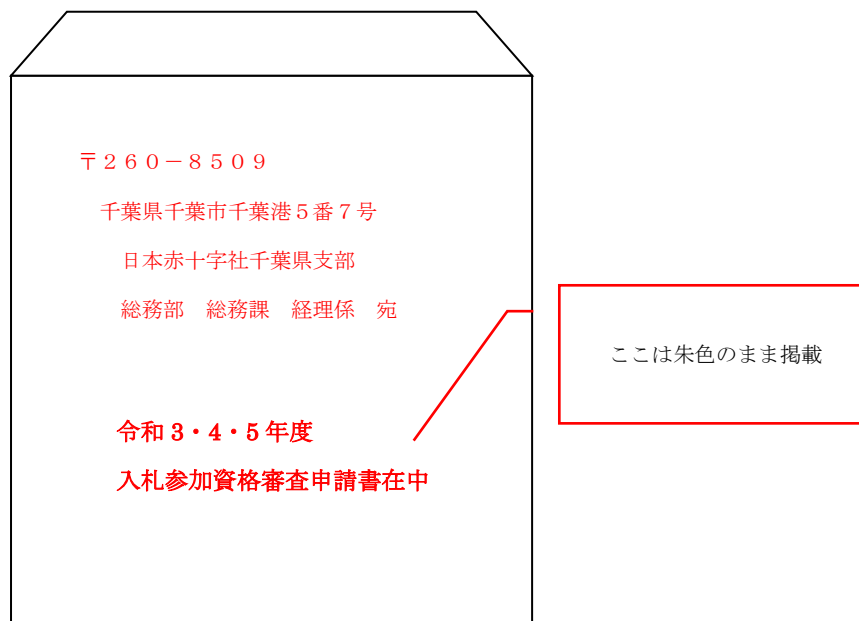 〒２６０－８５０９
千葉県千葉市千葉港５番７号
日本赤十字社千葉県支部
総務部　総務課　経理係　宛
ここは朱色のまま掲載
令和 3・4・5 年度
入札参加資格審査申請書在中